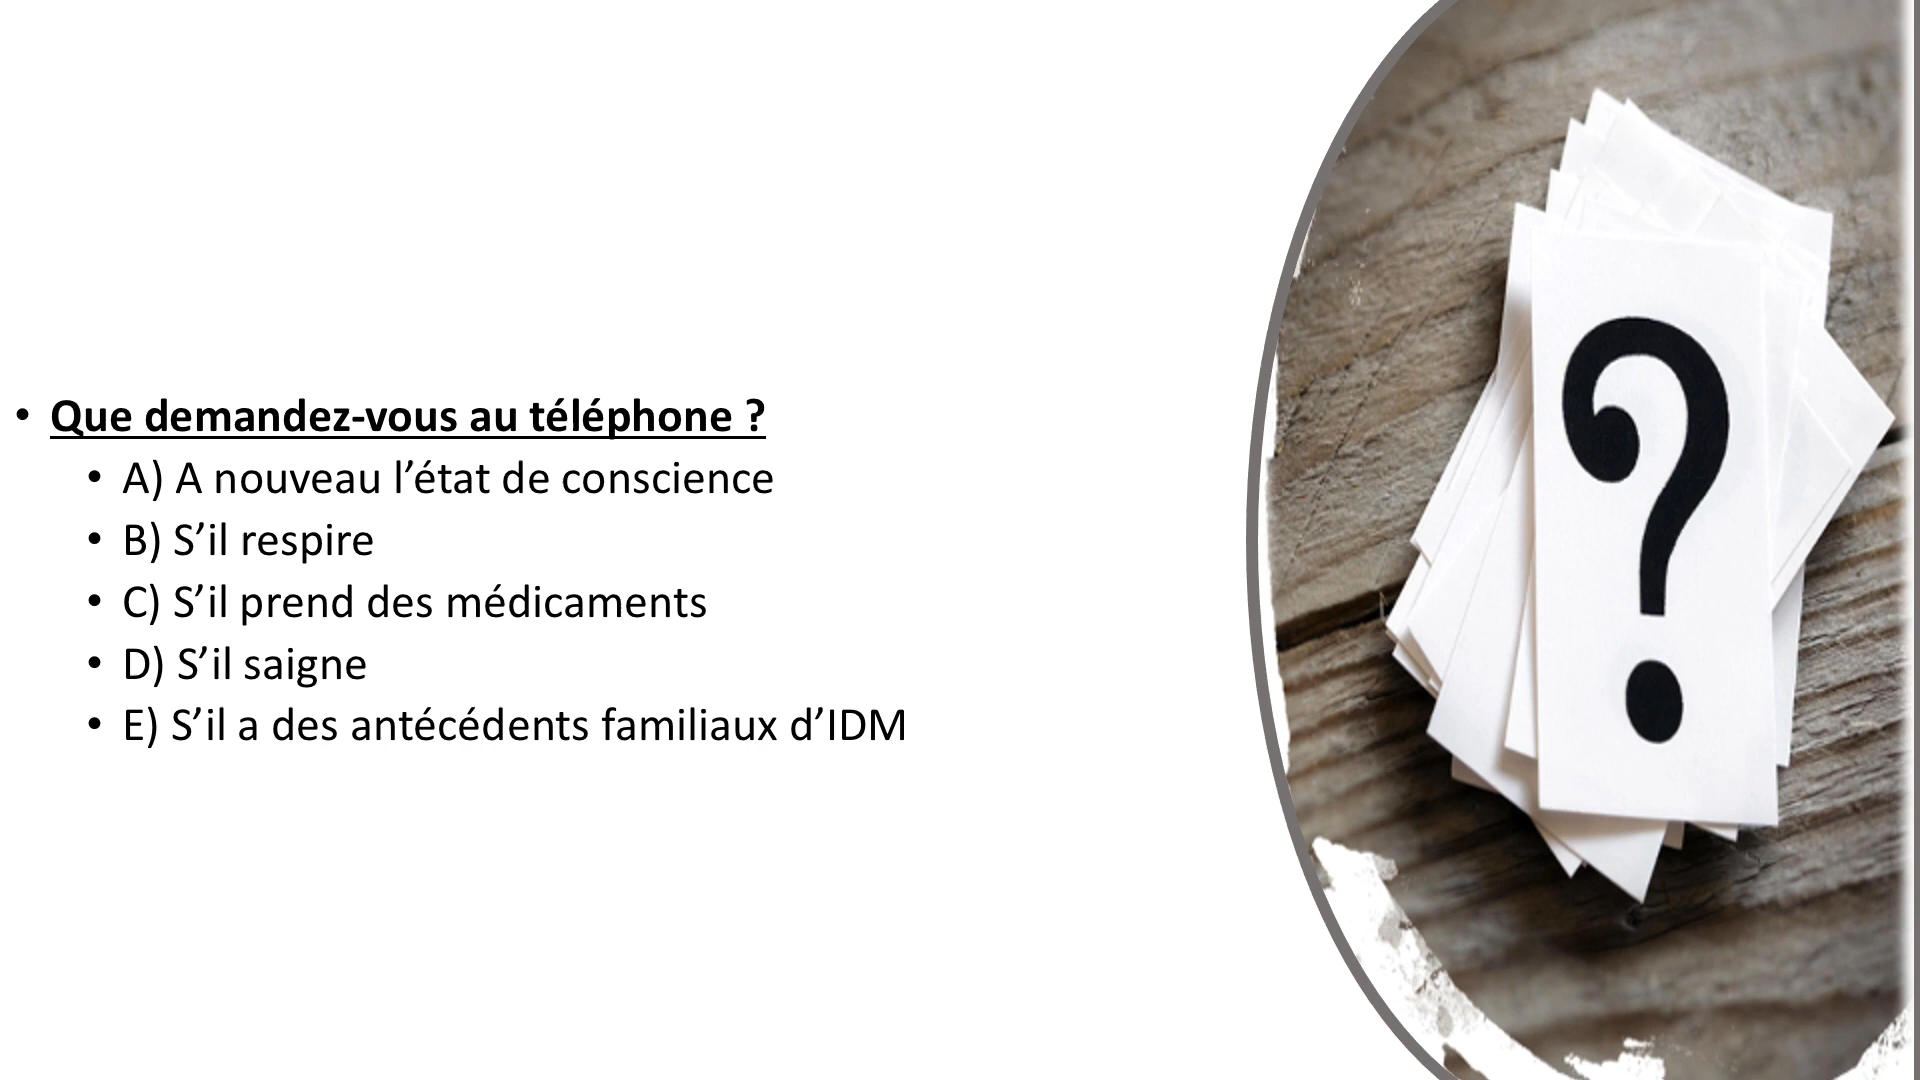 • Que demandez-vous au téléphone ?
• A) A nouveau l’état de conscience
• B) S’il respire
• C) S’il prend des médicaments
• D) S’il saigne
• E) S’il a des antécédents familiaux d’IDM
?